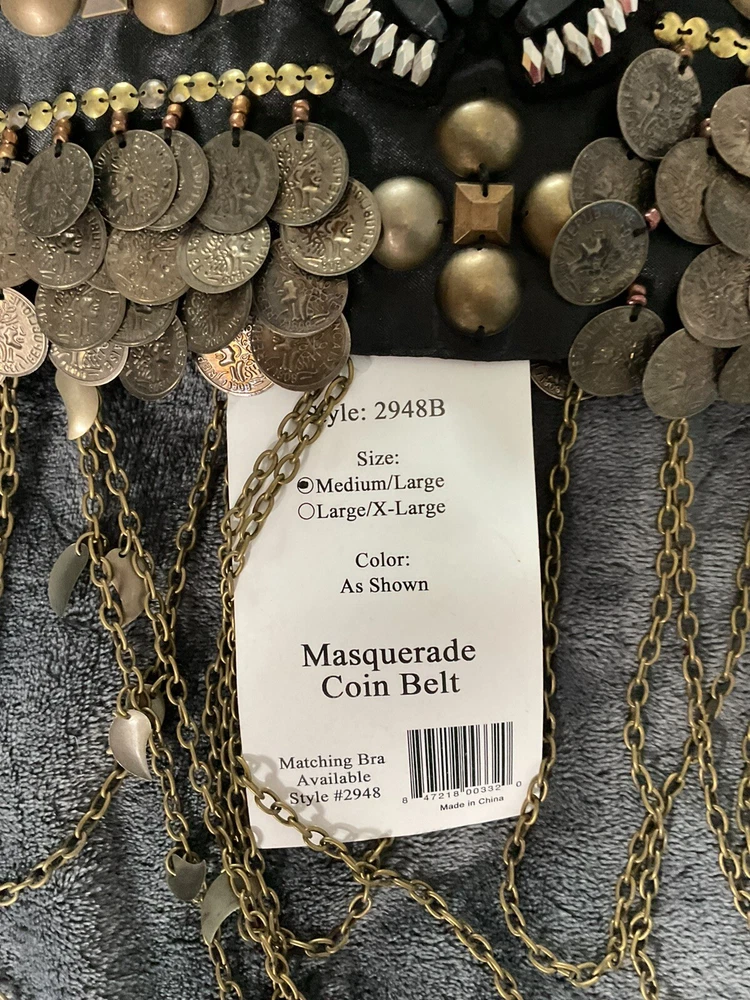 yle: 2948B
Size:
Medium/Large
Large/X-Large
Color:
As Shown
Masquerade
Coin Belt
Matching Bra
Available
Style #2948
8 47218 00332 0
Made in China